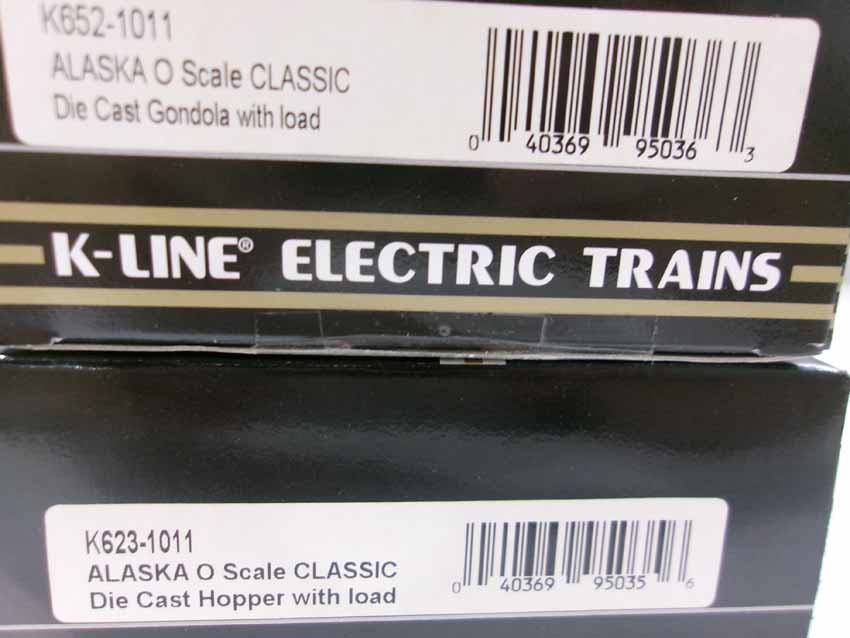 K652-1011
ALASKA O Scale CLASSIC
Die Cast Gondola with load
0 40369 95036 3
K-LINE® ELECTRIC TRAINS
K623-1011
ALASKA O Scale CLASSIC
Die Cast Hopper with load
0 40369 95035 6